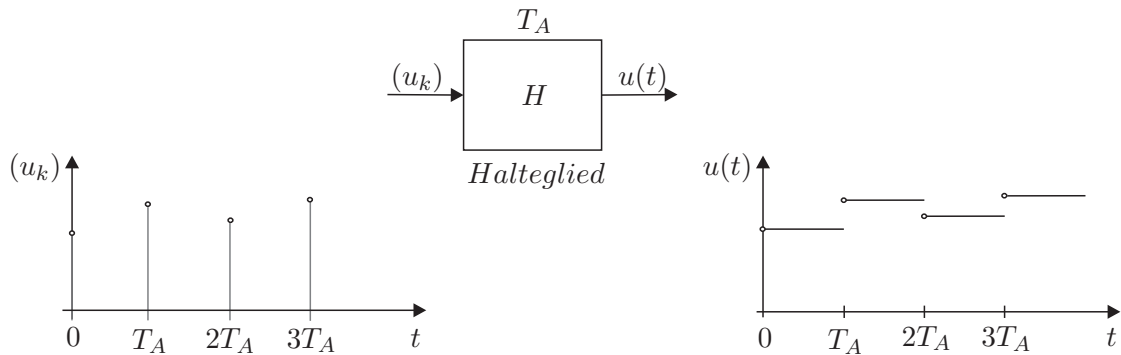 T_A
(u_k)
H
u(t)
Halteglied
(u_k)
0
T_A
2T_A
3T_A
t
u(t)
0
T_A
2T_A
3T_A
t